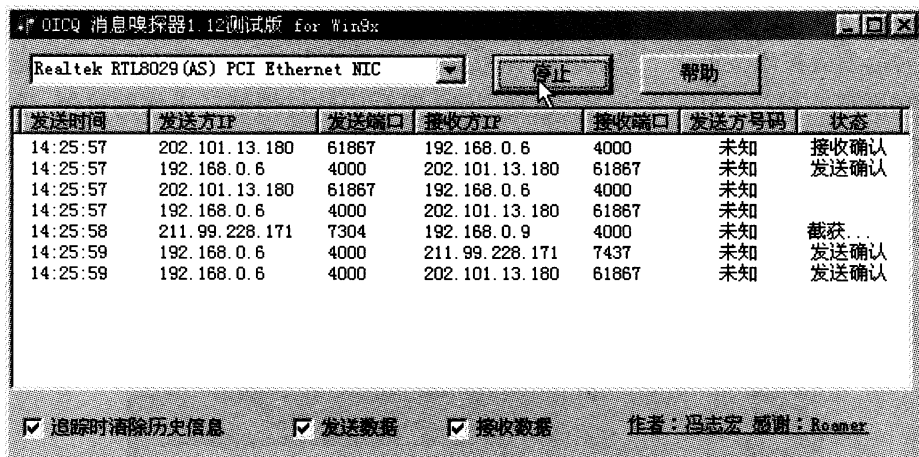 OICQ 消息嗅探器1.12测试版 for Win9x
Realtek RTL8029(AS) PCI Ethernet NIC 停止 帮助
发送时间 发送方IP 发送端口 接收方IP 接收端口 发送方号码 状态
14:25:57 202.101.13.180 61867 192.168.0.6 4000 未知 接收确认
14:25:57 192.168.0.6 4000 202.101.13.180 61867 未知 发送确认
14:25:57 202.101.13.180 61867 192.168.0.6 4000 未知
14:25:57 192.168.0.6 4000 202.101.13.180 61867 未知
14:25:58 211.99.228.171 7304 192.168.0.9 4000 未知 截获...
14:25:59 192.168.0.6 4000 211.99.228.171 7437 未知 发送确认
14:25:59 192.168.0.6 4000 202.101.13.180 61867 未知 发送确认
追踪时清除历史信息 发送数据 接收数据 作者：冯志宏 感谢：Roamer